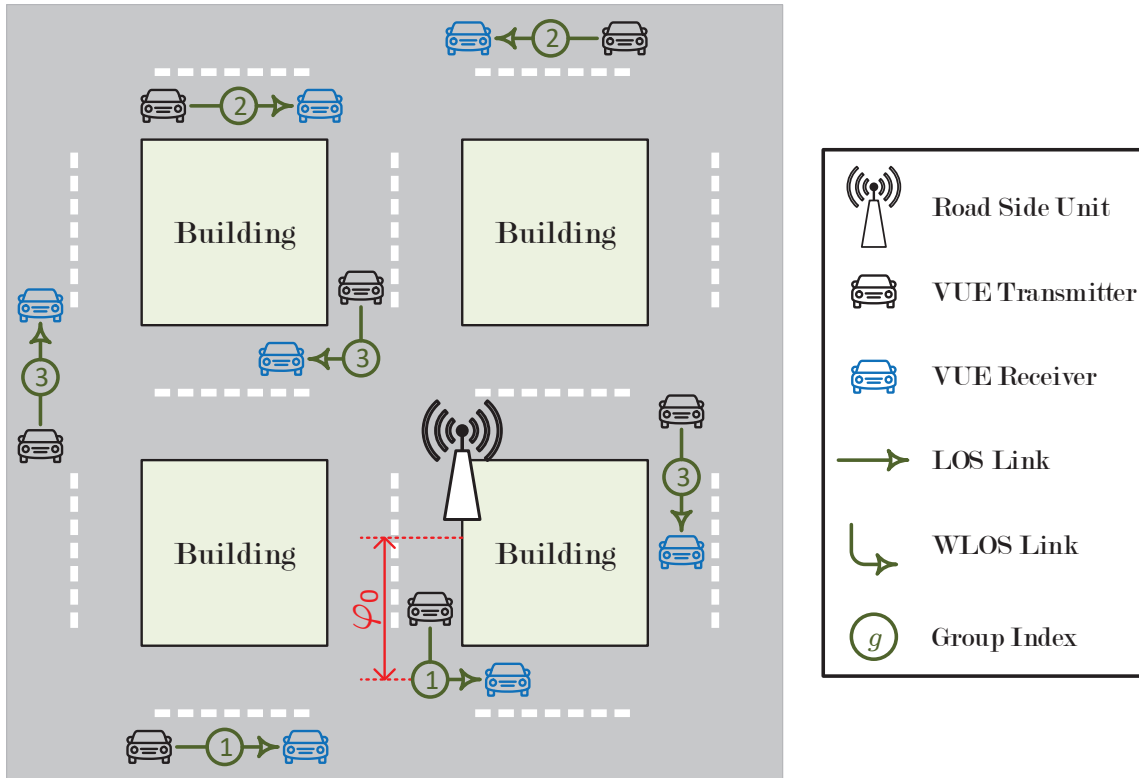 2
2
Building
Building
Road Side Unit
VUE Transmitter
3
3
VUE Receiver
LOS Link
3
Building
Building
WLOS Link
φ0
g
Group Index
1
1